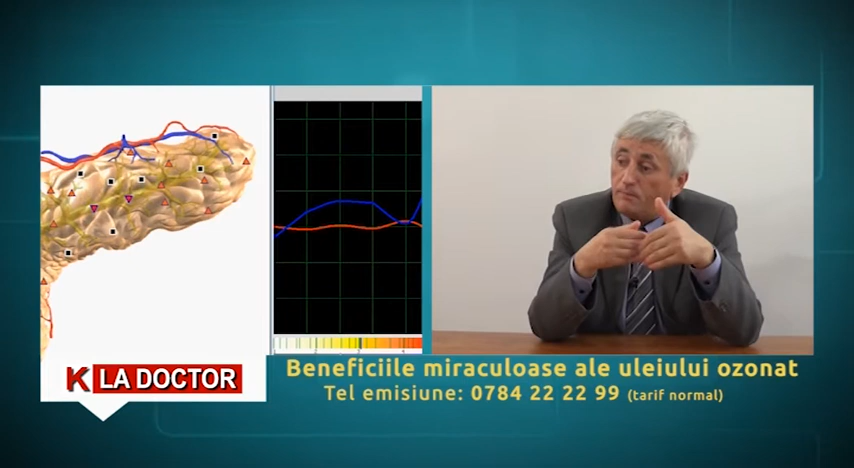 K LA DOCTOR
Beneficiile miraculoase ale uleiului ozonat
Tel emisiune: 0784 22 22 99 (tarif normal)